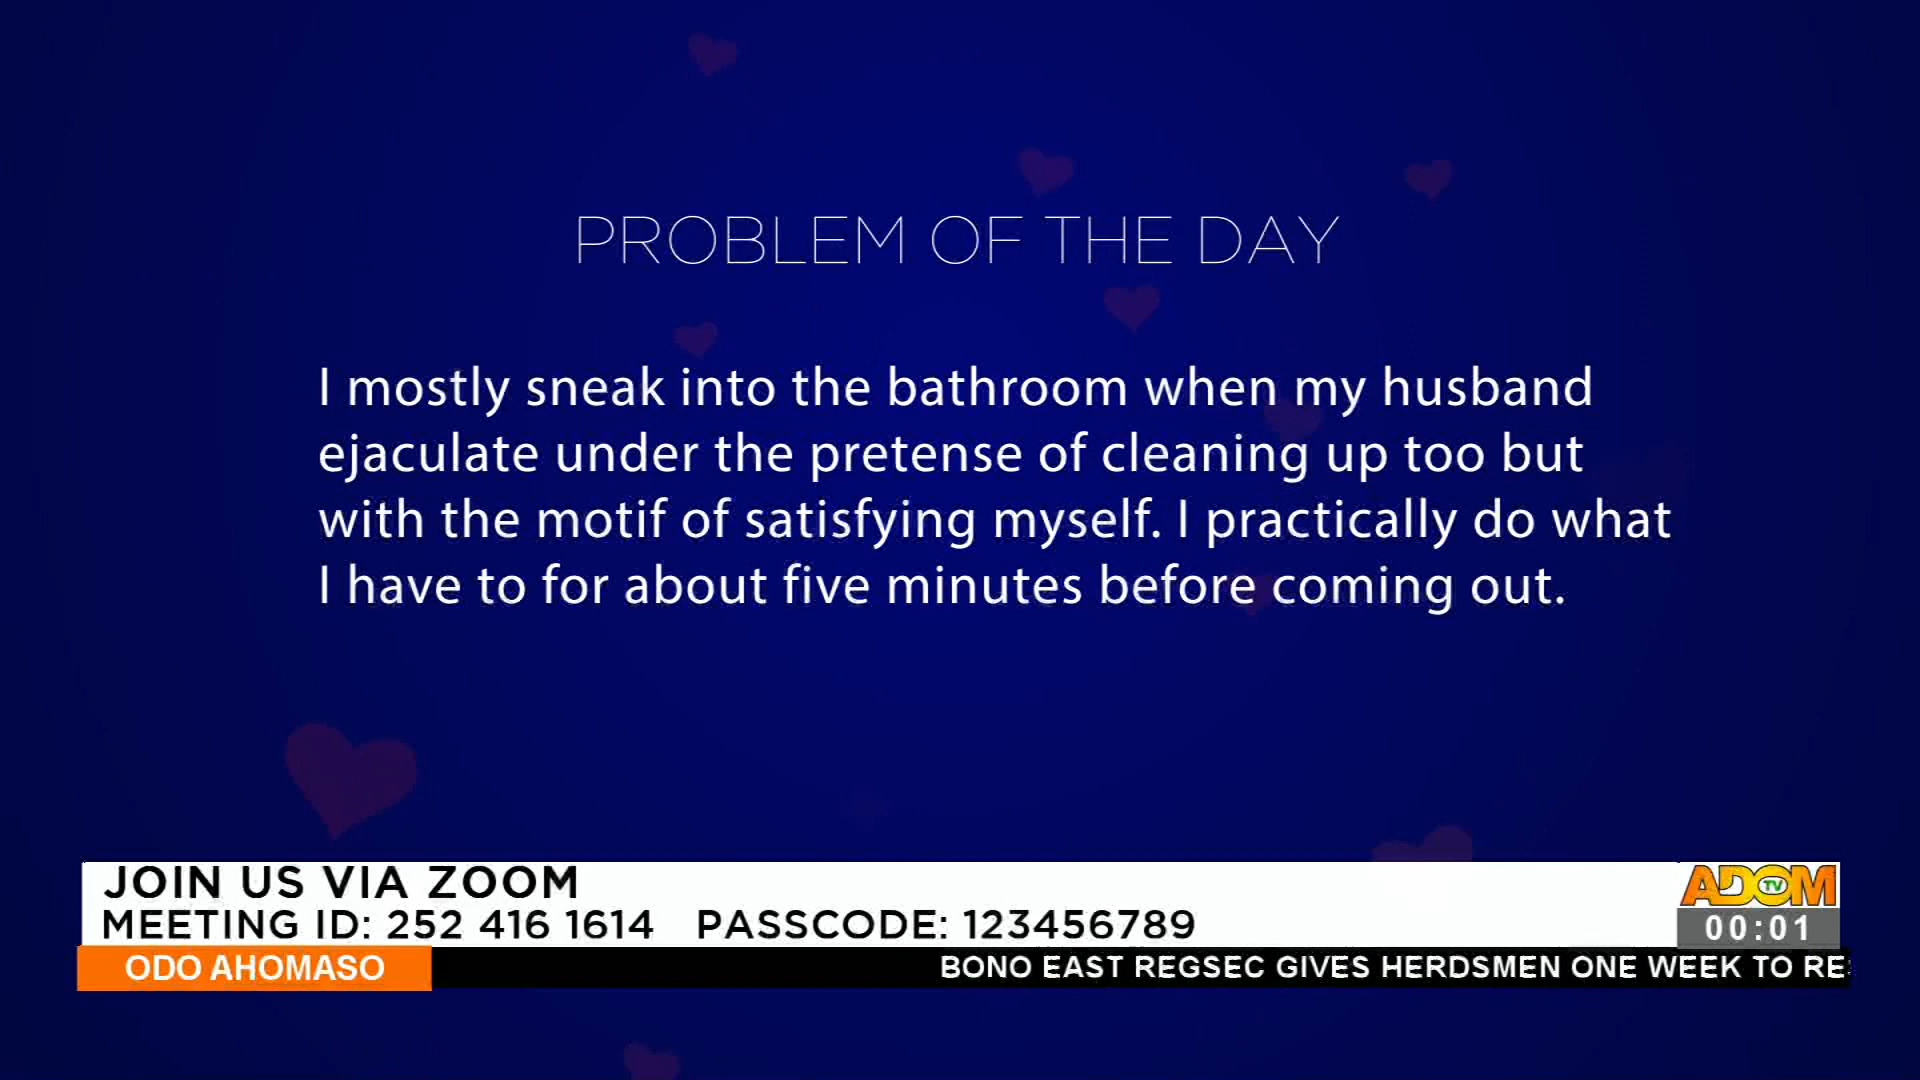 PROBLEM OF THE DAY
I mostly sneak into the bathroom when my husband
ejaculate under the pretense of cleaning up too but
with the motif of satisfying myself. I practically do what
I have to for about five minutes before coming out.
JOIN US VIA ZOOM
MEETING ID: 252 416 1614 PASSCODE: 123456789
ADOM TV
00:01
ODO AHOMASO
BONO EAST REGSEC GIVES HERDSMEN ONE WEEK TO RE